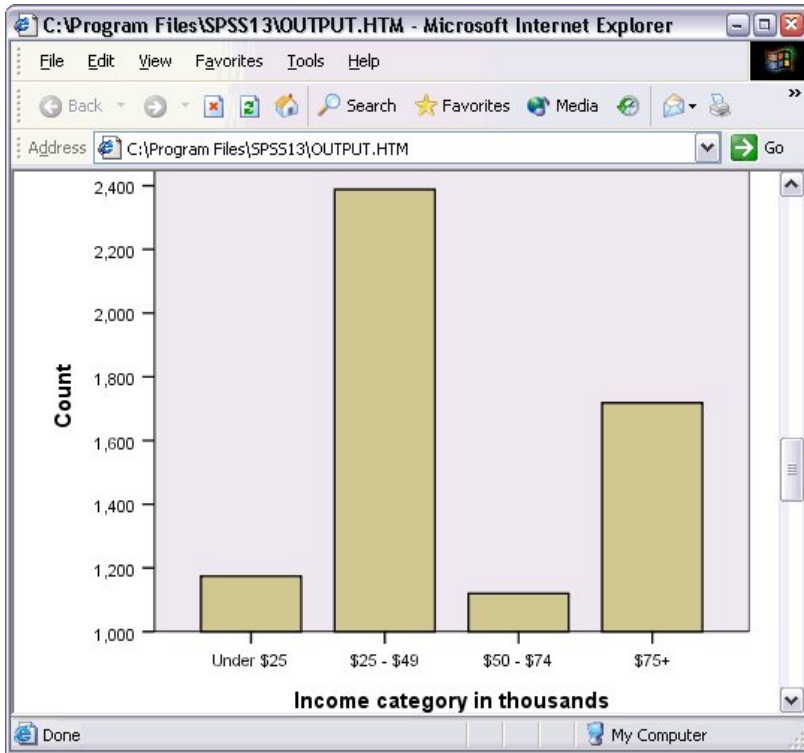 C:\Program Files\SPSS13\OUTPUT.HTM - Microsoft Internet Explorer
File Edit View Favorites Tools Help
Back Search Favorites Media »
Address C:\Program Files\SPSS13\OUTPUT.HTM Go
2,400
2,200
2,000
1,800
1,600
1,400
1,200
1,000
Count
Under $25 $25 - $49 $50 - $74 $75+
Income category in thousands
Done My Computer